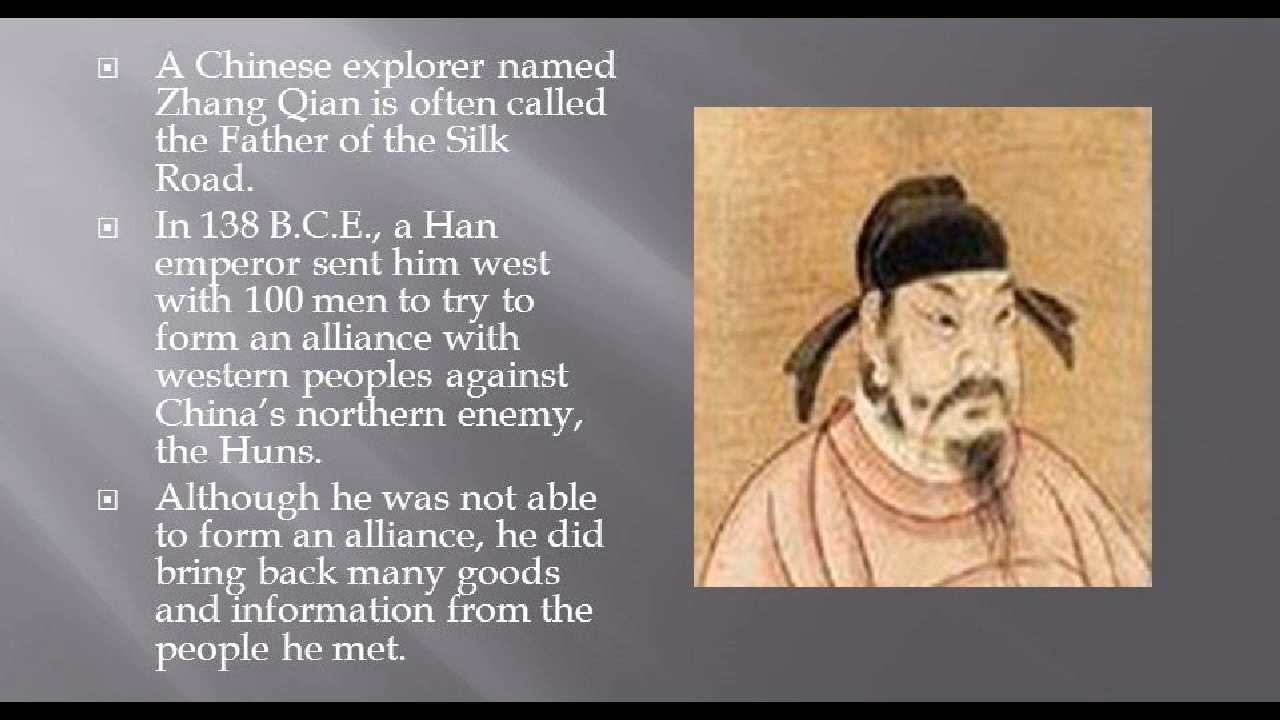 A Chinese explorer named
Zhang Qian is often called
the Father of the Silk
Road.
In 138 B.C.E., a Han
emperor sent him west
with 100 men to try to
form an alliance with
western peoples against
China's northern enemy,
the Huns.
Although he was not able
to form an alliance, he did
bring back many goods
and information from the
people he met.